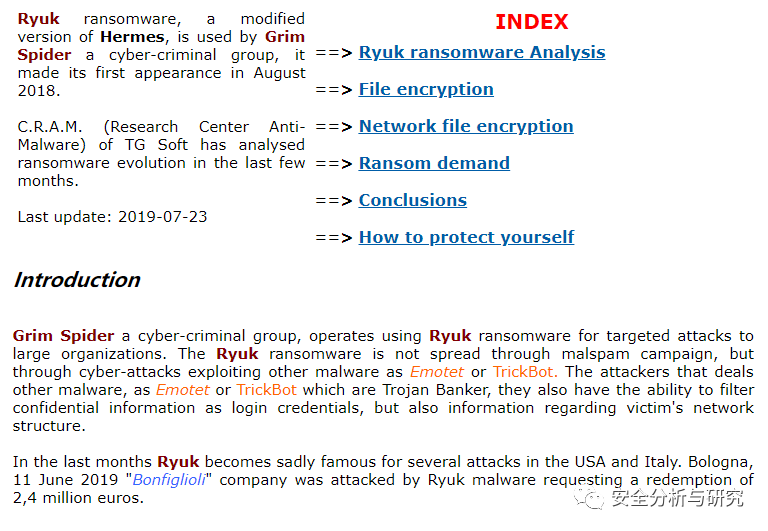 Ryuk ransomware, a modified
version of Hermes, is used by Grim
Spider a cyber-criminal group, it
made its first appearance in August
2018.
C.R.A.M. (Research Center Anti-
Malware) of TG Soft has analysed
ransomware evolution in the last few
months.
Last update: 2019-07-23
INDEX
==> Ryuk ransomware Analysis
==> File encryption
==> Network file encryption
==> Ransom demand
==> Conclusions
==> How to protect yourself
Introduction
Grim Spider a cyber-criminal group, operates using Ryuk ransomware for targeted attacks to
large organizations. The Ryuk ransomware is not spread through malspam campaign, but
through cyber-attacks exploiting other malware as Emotet or TrickBot. The attackers that deals
other malware, as Emotet or TrickBot which are Trojan Banker, they also have the ability to filter
confidential information as login credentials, but also information regarding victim's network
structure.
In the last months Ryuk becomes sadly famous for several attacks in the USA and Italy. Bologna,
11 June 2019 "Bonfiglioli" company was attacked by Ryuk malware requesting a redemption of
2,4 million euros.
安全分析与研究